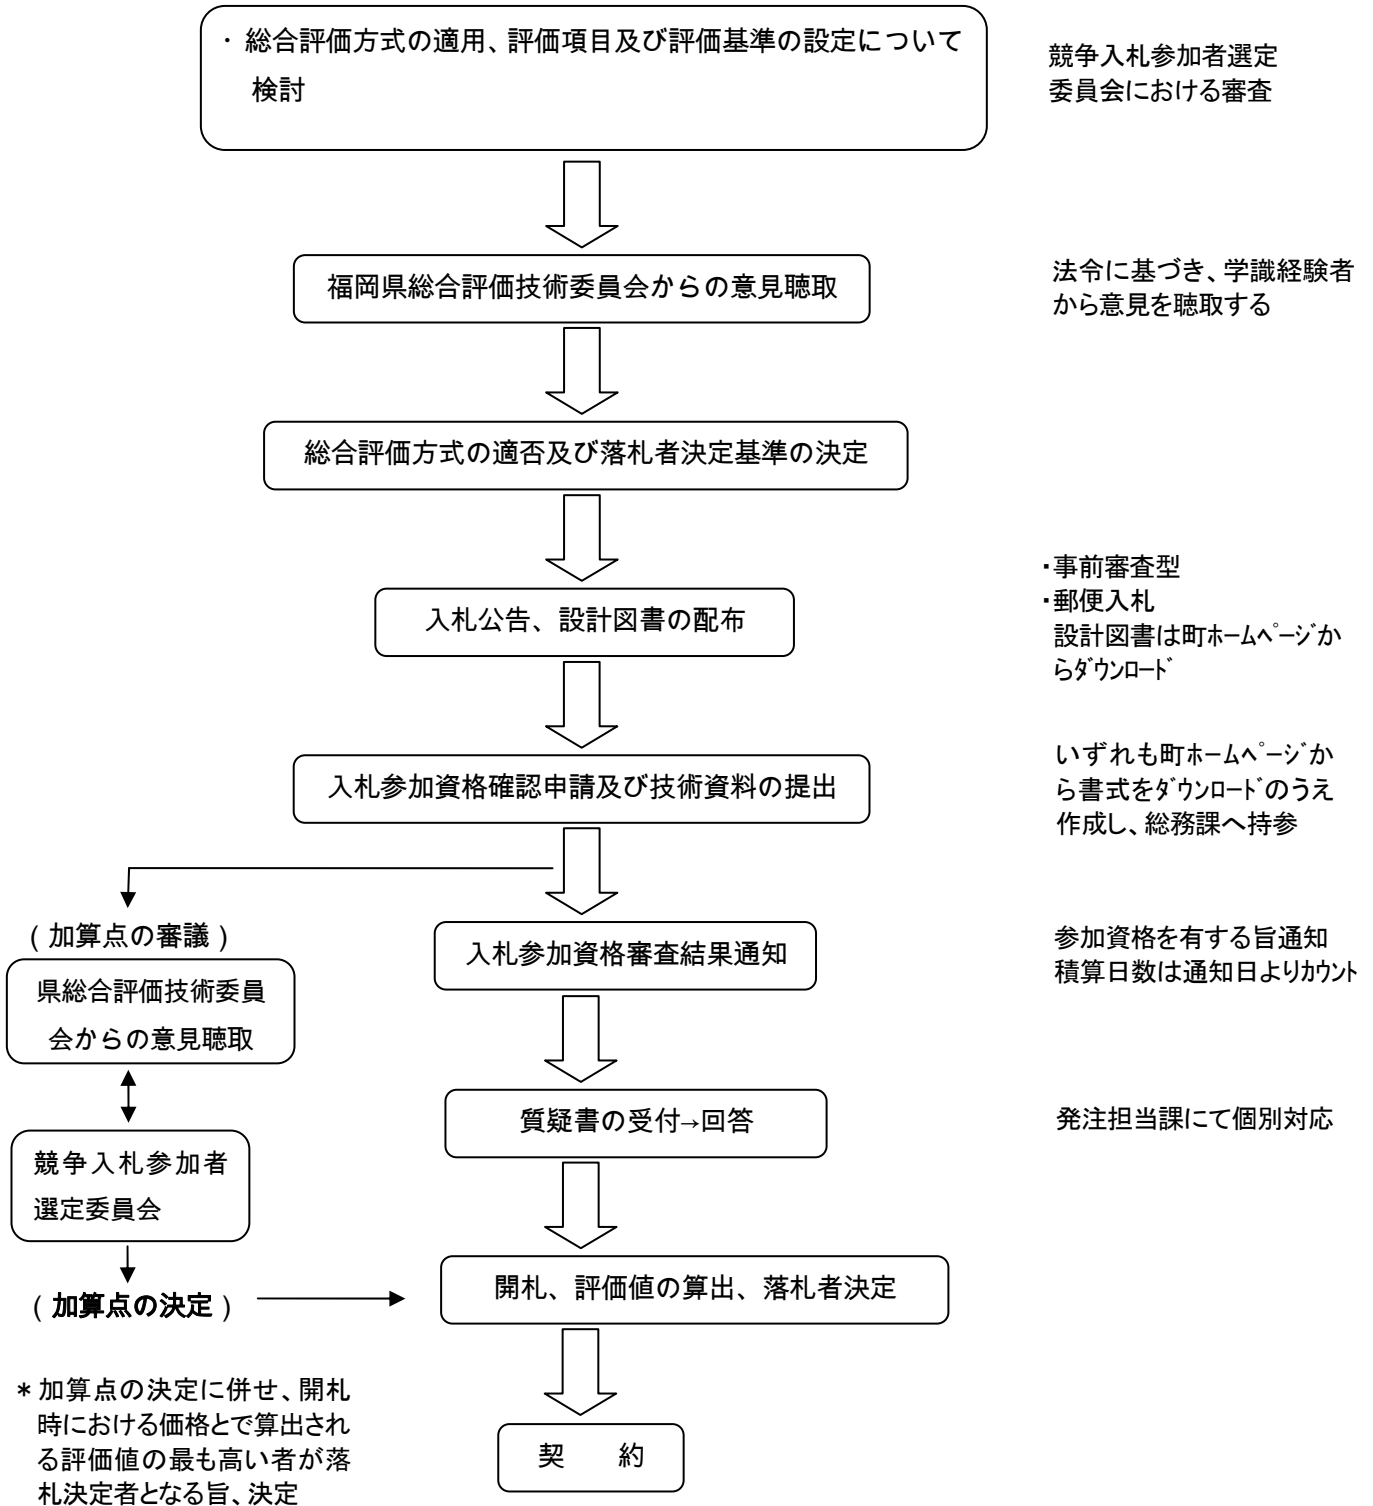 ・ 総合評価方式の適用、評価項目及び評価基準の設定について
検討
競争入札参加者選定
委員会における審査
福岡県総合評価技術委員会からの意見聴取
法令に基づき、学識経験者
から意見を聴取する
総合評価方式の適否及び落札者決定基準の決定
入札公告、設計図書の配布
・事前審査型
・郵便入札
設計図書は町ﾎｰﾑﾍﾟｰｼﾞか
らﾀﾞｳﾝﾛｰﾄﾞ
入札参加資格確認申請及び技術資料の提出
いずれも町ﾎｰﾑﾍﾟｰｼﾞか
ら書式をﾀﾞｳﾝﾛｰﾄﾞのうえ
作成し、総務課へ持参
（加算点の審議）
県総合評価技術委員
会からの意見聴取
競争入札参加者
選定委員会
（加算点の決定）
＊加算点の決定に併せ、開札
時における価格とで算出され
る評価値の最も高い者が落
札決定者となる旨、決定
入札参加資格審査結果通知
参加資格を有する旨通知
積算日数は通知日よりｶｳﾝﾄ
質疑書の受付→回答
発注担当課にて個別対応
開札、評価値の算出、落札者決定
契　約